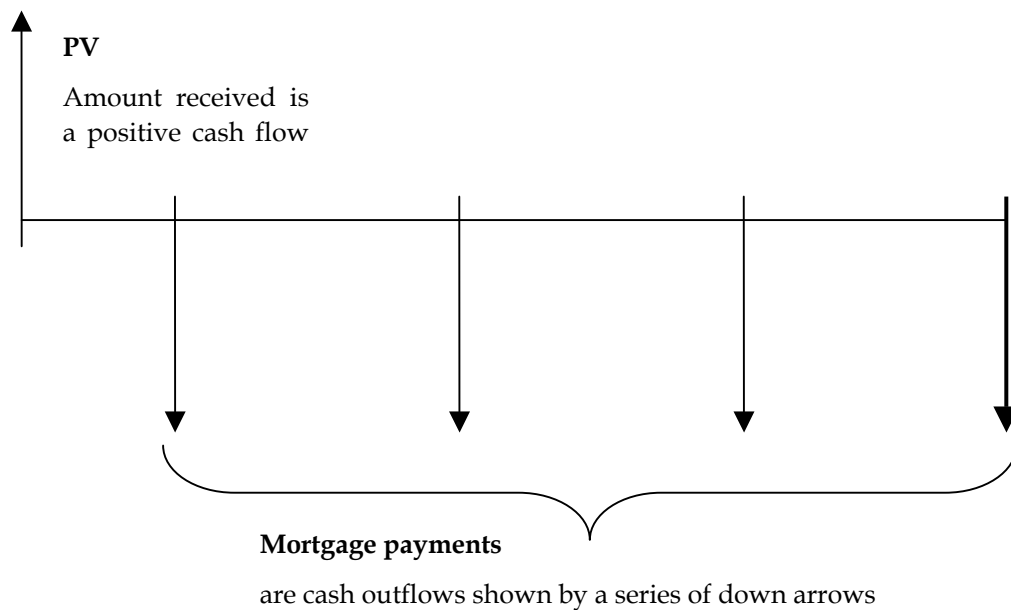 PV
Amount received is
a positive cash flow
Mortgage payments
are cash outflows shown by a series of down arrows